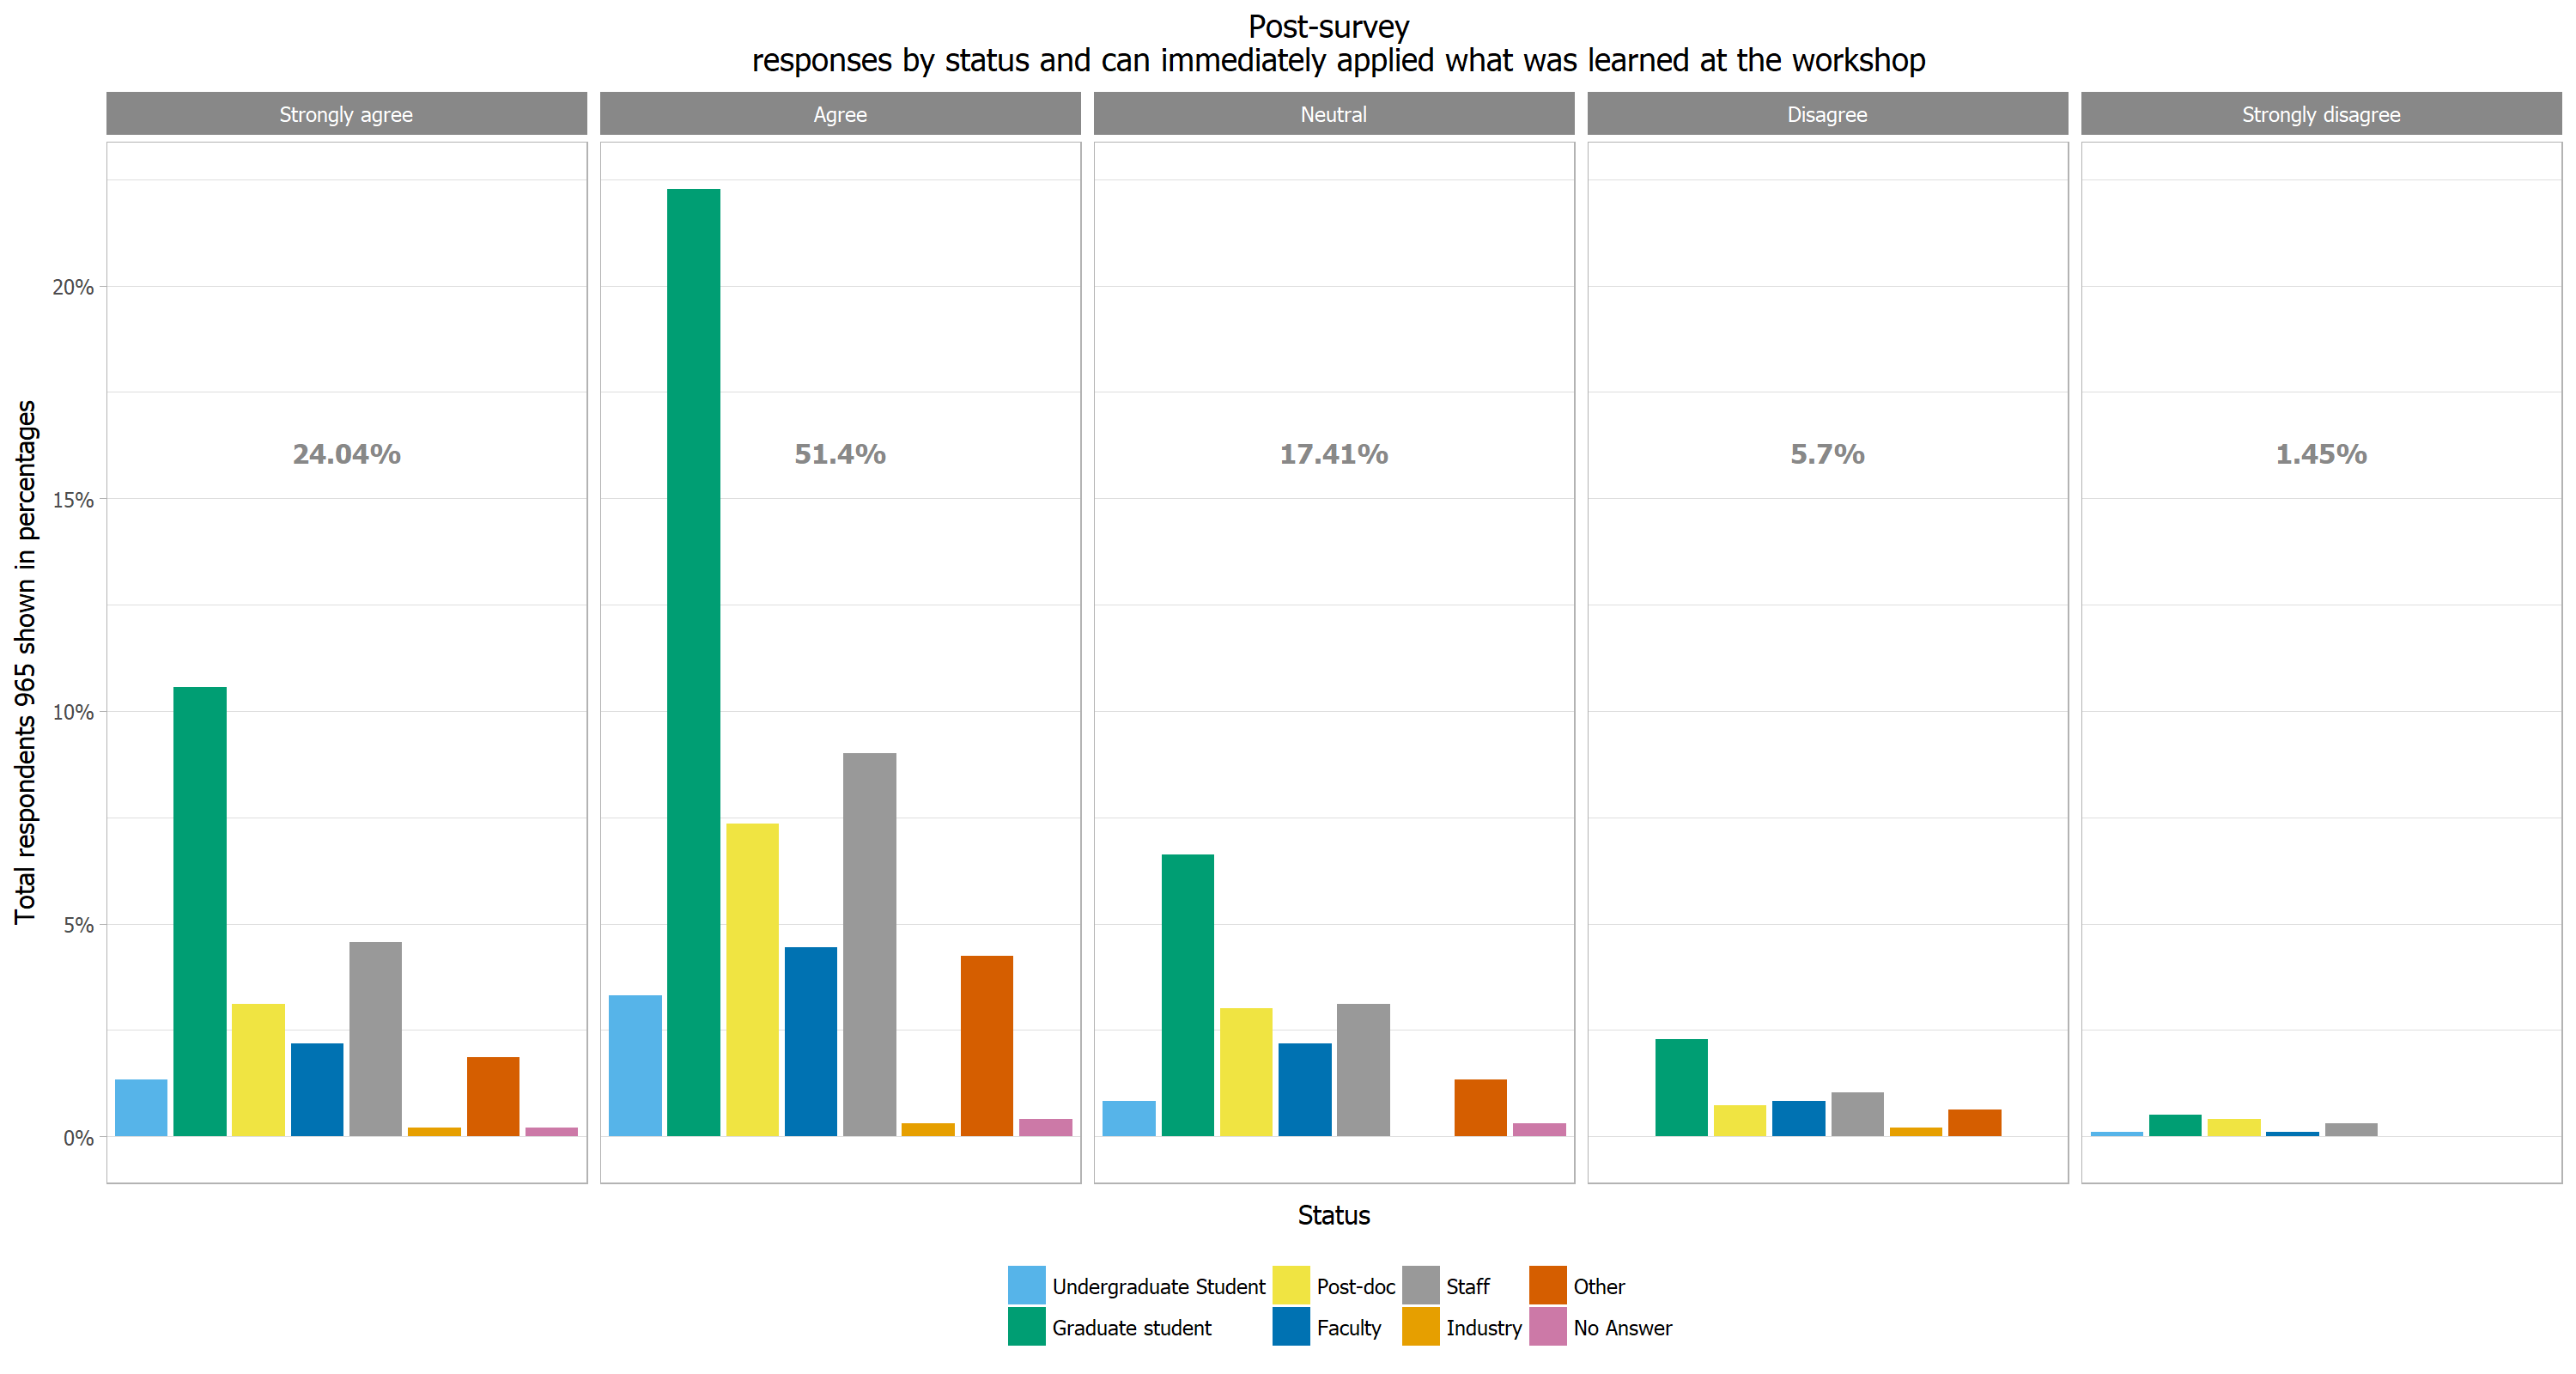 Post-survey
responses by status and can immediately applied what was learned at the workshop
Strongly agree
Agree
Neutral
Disagree
Strongly disagree
Total respondents 965 shown in percentages
20%
15%
10%
5%
0%
24.04%
51.4%
17.41%
5.7%
1.45%
Status
Undergraduate Student
Post-doc
Staff
Other
Graduate student
Faculty
Industry
No Answer